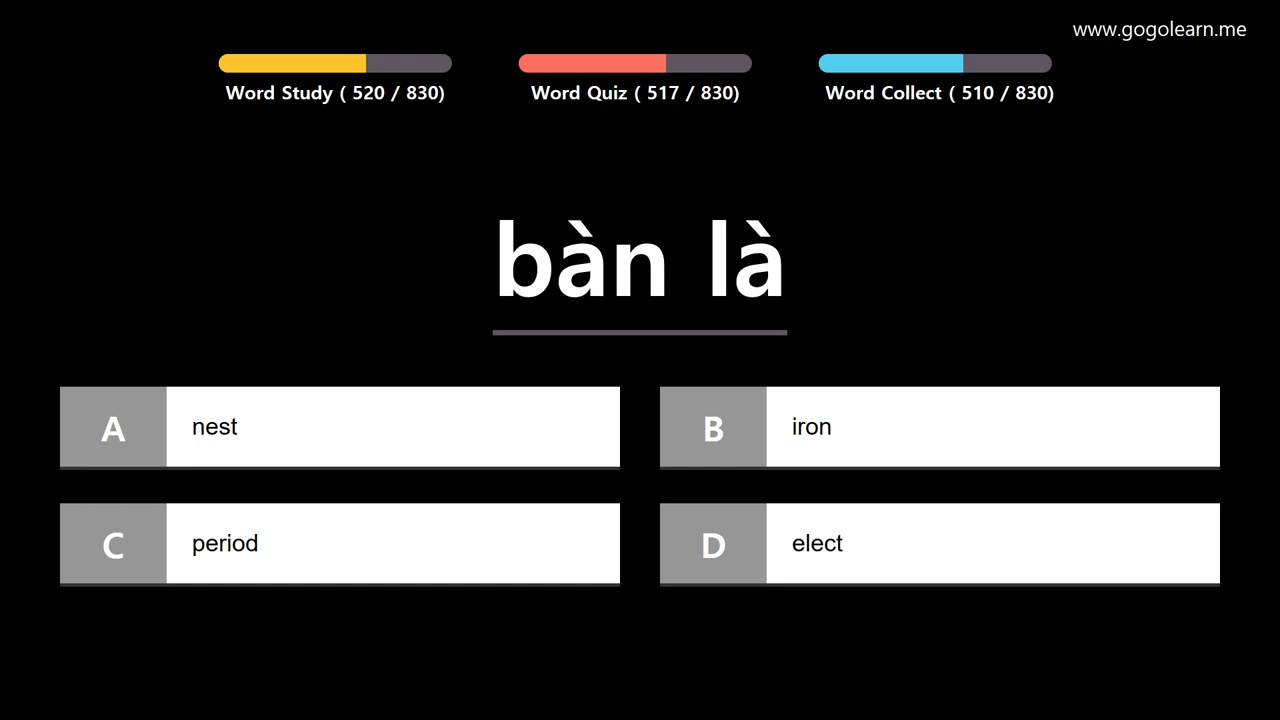 www.gogolearn.me
Word Study ( 520 / 830)
Word Quiz ( 517 / 830)
Word Collect ( 510 / 830)
bàn là
A
nest
B
iron
C
period
D
elect